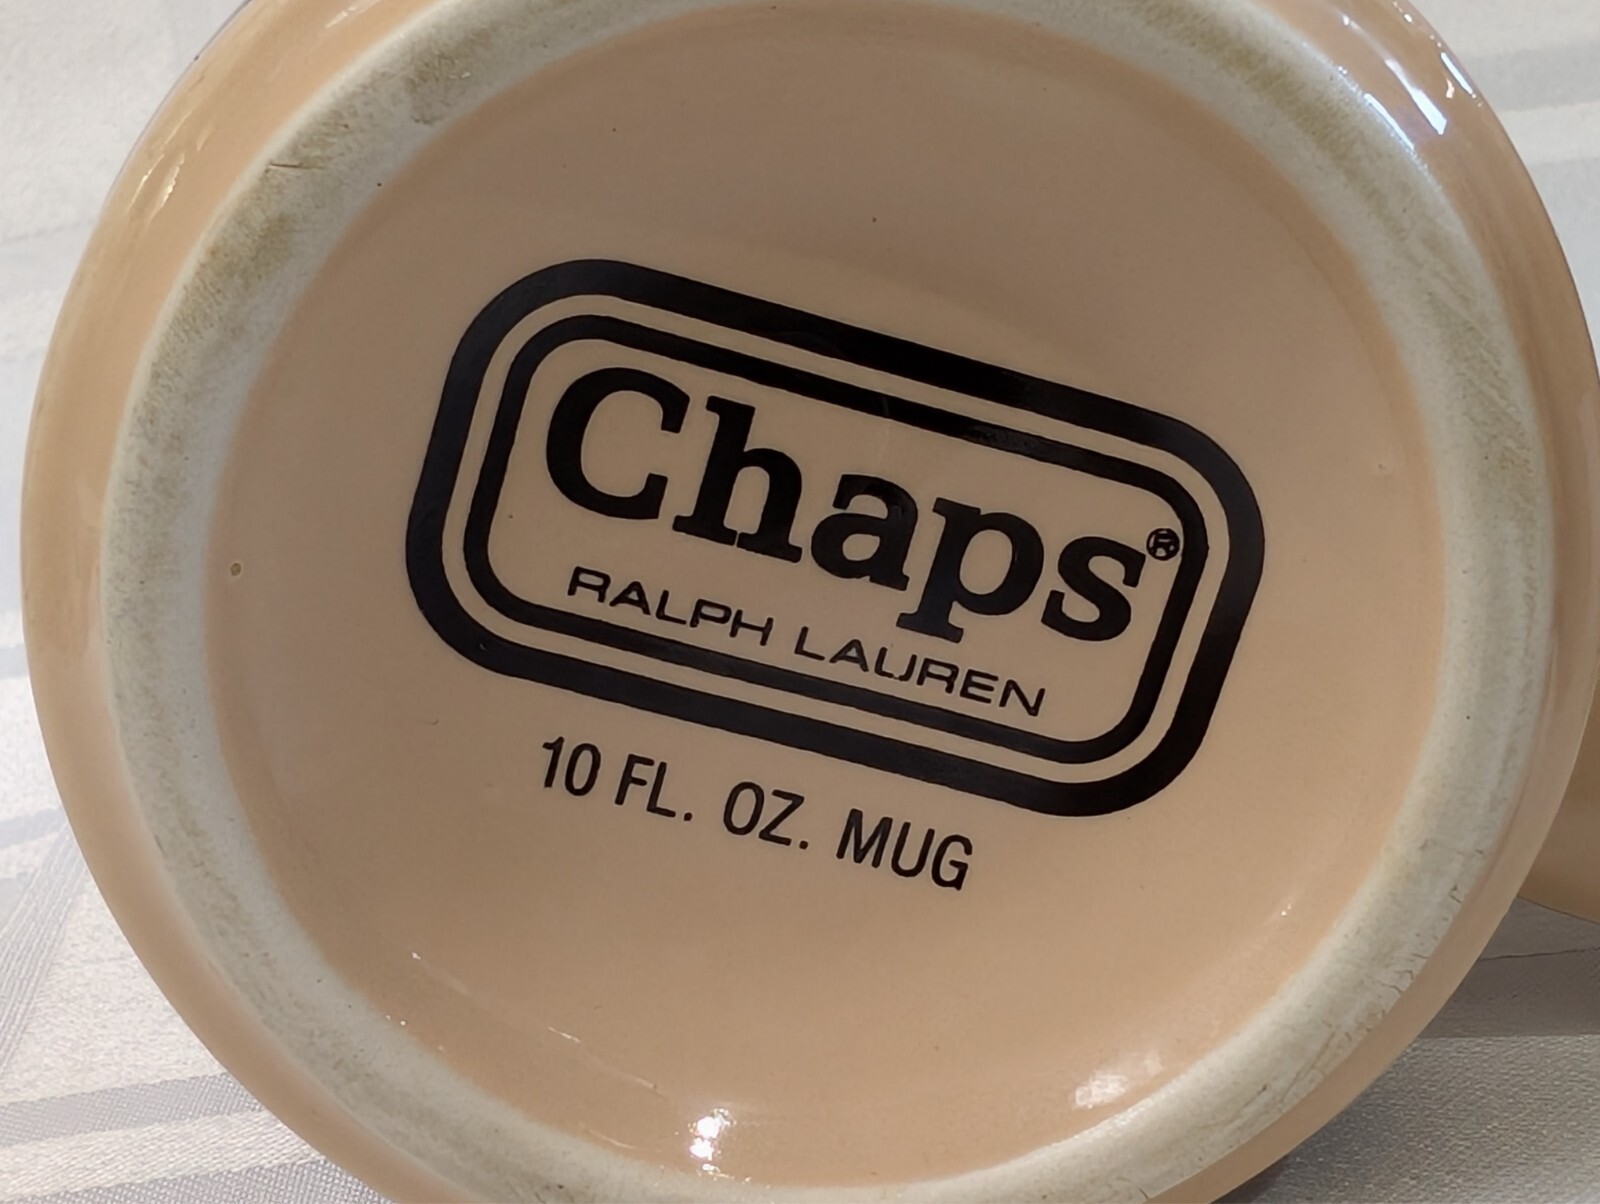 Chaps®
RALPH LAUREN
10 FL. OZ. MUG